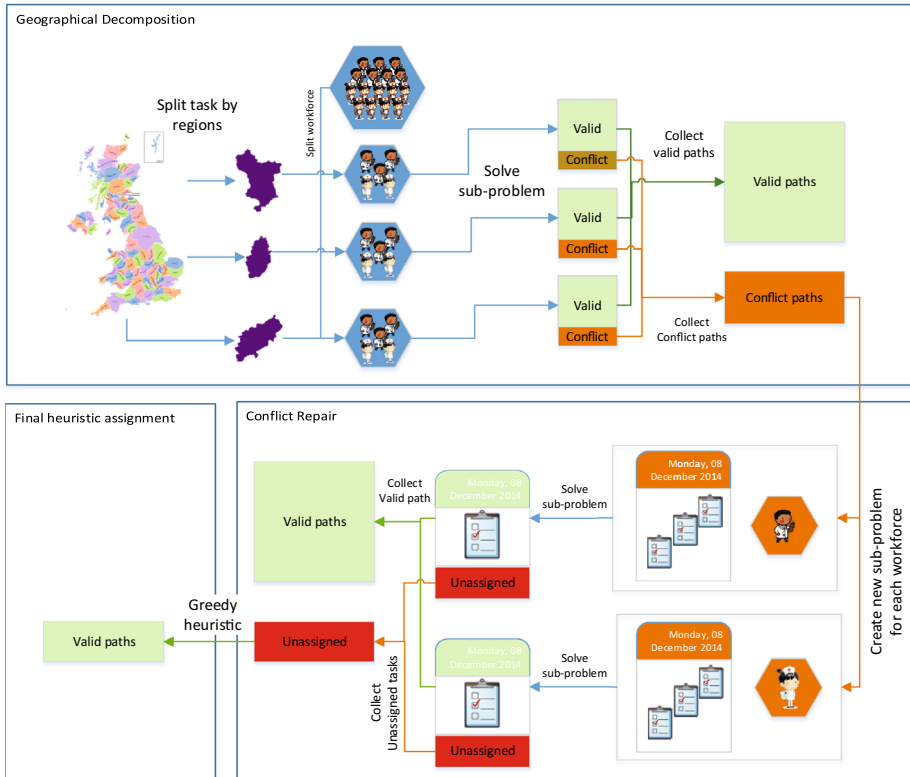 Geographical Decomposition
Split task by
regions
Split workforce
Solve
sub-problem
Valid
Conflict
Valid
Conflict
Valid
Conflict
Collect
valid paths
Valid paths
Collect
Conflict paths
Conflict paths
Create new sub-problem
for each workforce
Conflict Repair
Monday, 08
December 2014
Solve
sub-problem
Monday, 08
December 2014
Unassigned
Monday, 08
December 2014
Solve
sub-problem
Monday, 08
December 2014
Unassigned
Collect
Valid path
Valid paths
Collect
Unassigned tasks
Unassigned
Final heuristic assignment
Greedy
heuristic
Valid paths